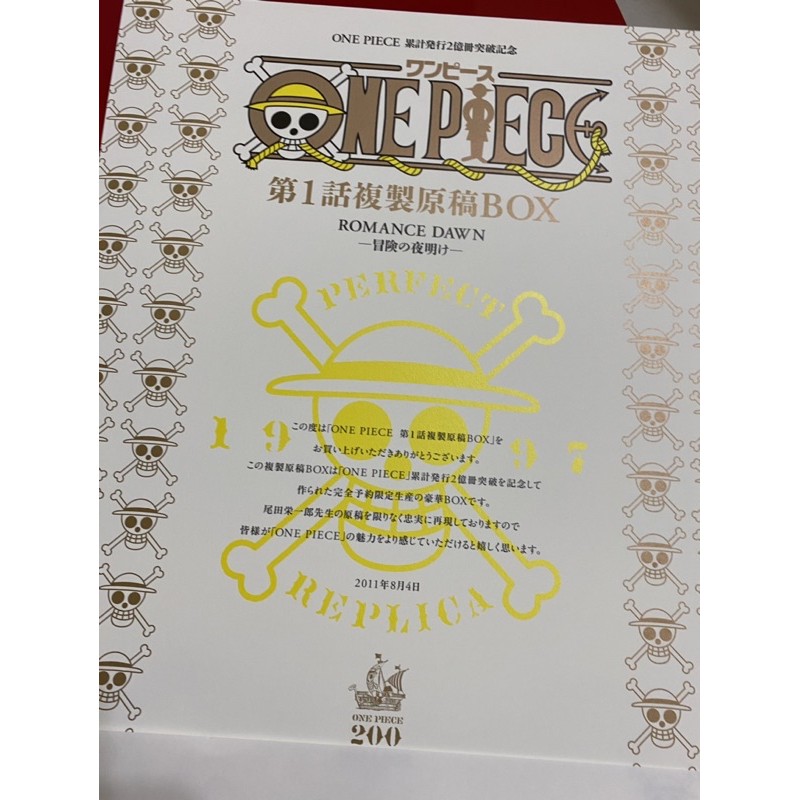 ONE PIECE 累計発行2億冊突破記念
ワンピース
ONE PIECE
第1話複製原稿BOX
ROMANCE DAWN
―冒険の夜明け―
PERFECT
1997
この度は「ONE PIECE 第1話複製原稿BOX」を
お買い上げいただきありがとうございます。
この複製原稿BOXは「ONE PIECE」累計発行2億冊突破を記念して
作られた完全予約限定生産の豪華BOXです。
尾田栄一郎先生の原稿を限りなく忠実に再現しておりますので
皆様が「ONE PIECE」の魅力をより感じていただけると嬉しく思います。
2011年8月4日
REPLICA
ONE PIECE
200